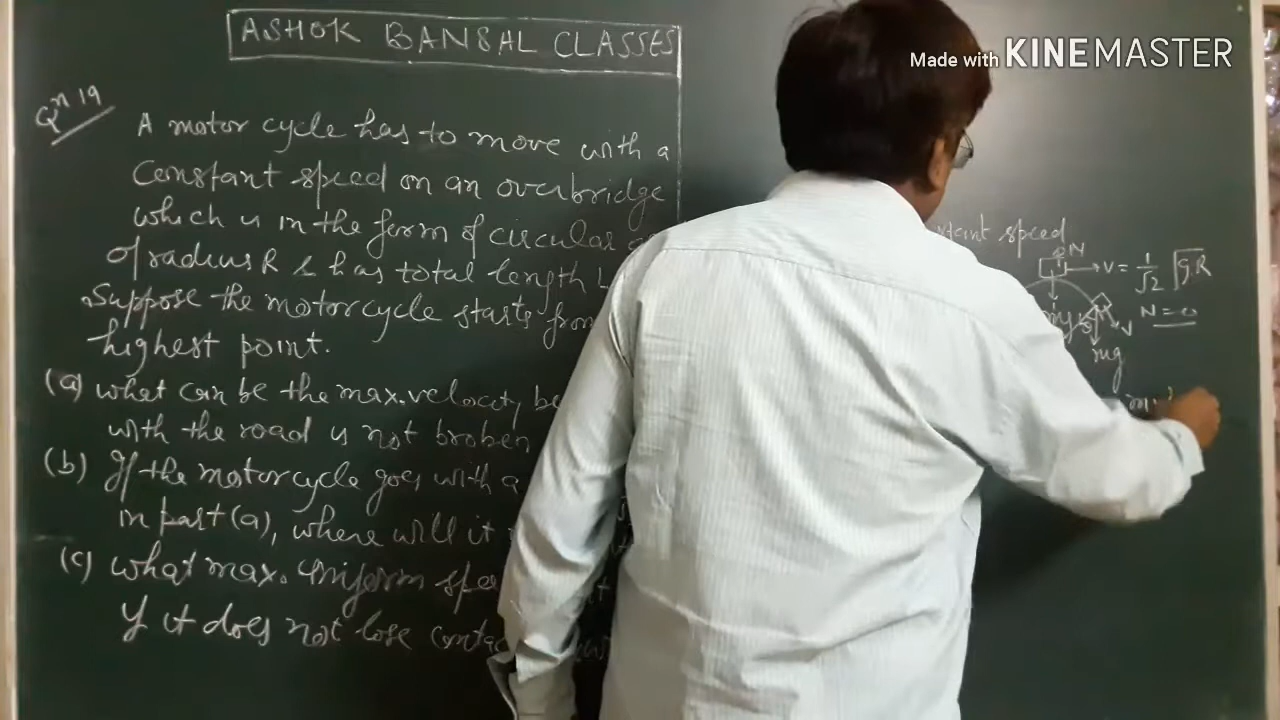 ASHOK BANSAL CLASSES
Made with KINEMASTER
Qⁿ 19
A motor cycle has to move with a
constant speed on an overbridge
which is in the form of circular
of radius R & has total length L
Suppose the motorcycle starts from
highest point.
(a) what can be the max. velocity
with the road is not broken
(b) If the motorcycle goes with
in part (a), where will it
(c) what max. uniform
if it does not lose
speed
N
V = 1/√2 √gR
N = 0
V
mg